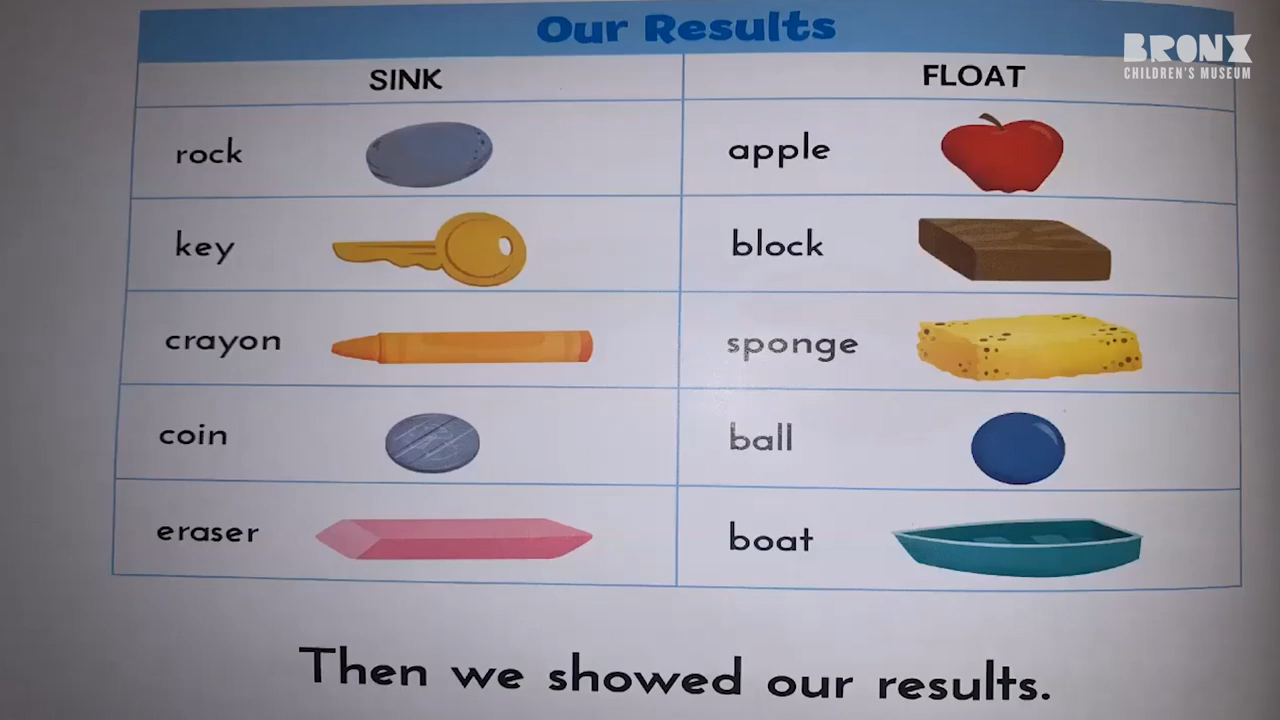 Our Results
BRONX
CHILDREN'S MUSEUM
SINK FLOAT
rock apple
key block
crayon sponge
coin ball
eraser boat
Then we showed our results.